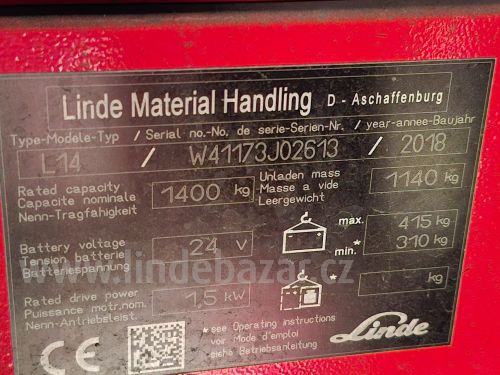 Linde Material Handling D - Aschaffenburg
Type-Modele-Typ / Serial no.-No. de serie-Serien-Nr. / year-annee-Baujahr
L14 / W41173J02613 / 2018
Rated capacity
Capacite nominale
Nenn-Tragfahigkeit
1400 kg
Unladen mass
Masse a vide
Leergewicht
1140 kg
Battery voltage
Tension batterie
Batteriespannung
24 V
max. 415 kg
min. * 310 kg
www.lindebazar.cz
Rated drive power
Puissance motr.nom.
Nenn-Antriebsleist.
1,5 kW
* kg
CE
* see Operating instructions
voir Mode d'emploi
siehe Betriebsanleitung
Linde